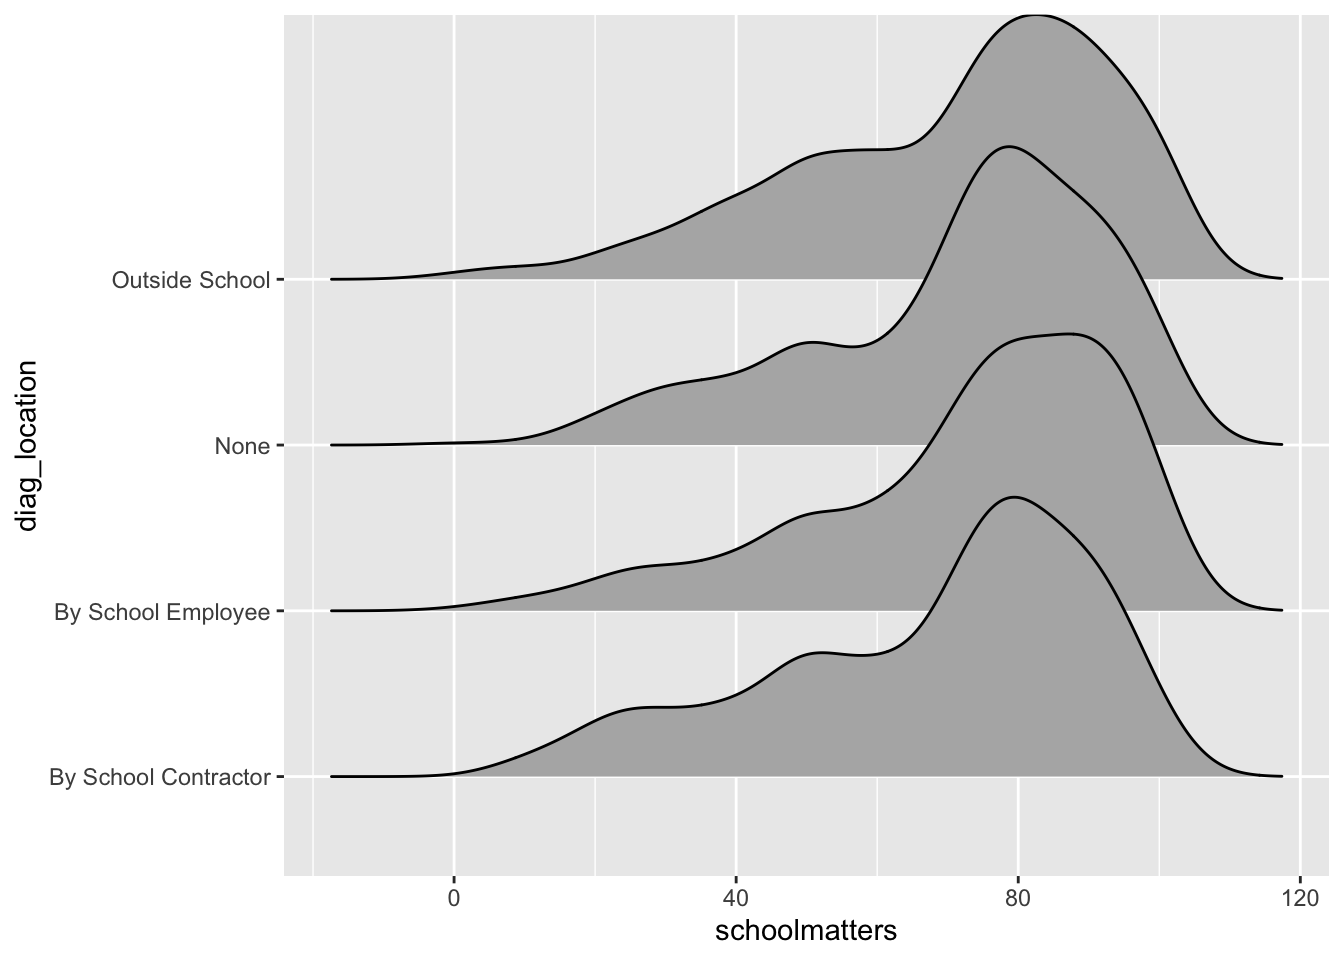 diag_location
Outside School
None
By School Employee
By School Contractor
0 40 80 120
schoolmatters